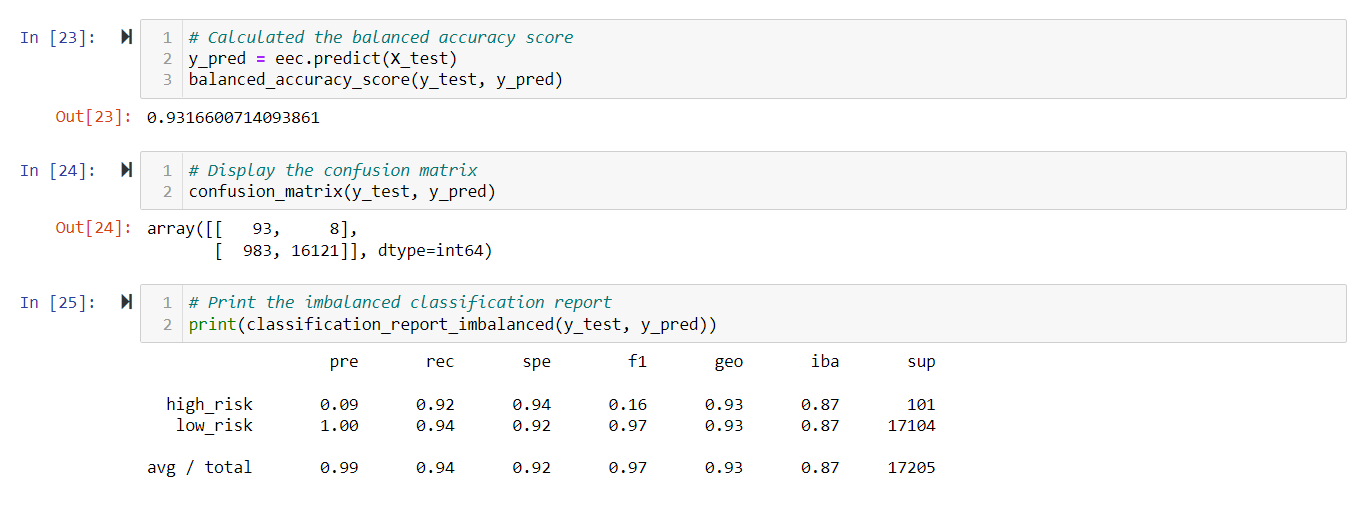 In [23]:
1 # Calculated the balanced accuracy score
2 y_pred = eec.predict(X_test)
3 balanced_accuracy_score(y_test, y_pred)
Out[23]: 0.9316600714093861
In [24]:
1 # Display the confusion matrix
2 confusion_matrix(y_test, y_pred)
Out[24]: array([[   93,     8],
       [  983, 16121]], dtype=int64)
In [25]:
1 # Print the imbalanced classification report
2 print(classification_report_imbalanced(y_test, y_pred))
pre rec spe f1 geo iba sup
high_risk 0.09 0.92 0.94 0.16 0.93 0.87 101
low_risk 1.00 0.94 0.92 0.97 0.93 0.87 17104
avg / total 0.99 0.94 0.92 0.97 0.93 0.87 17205